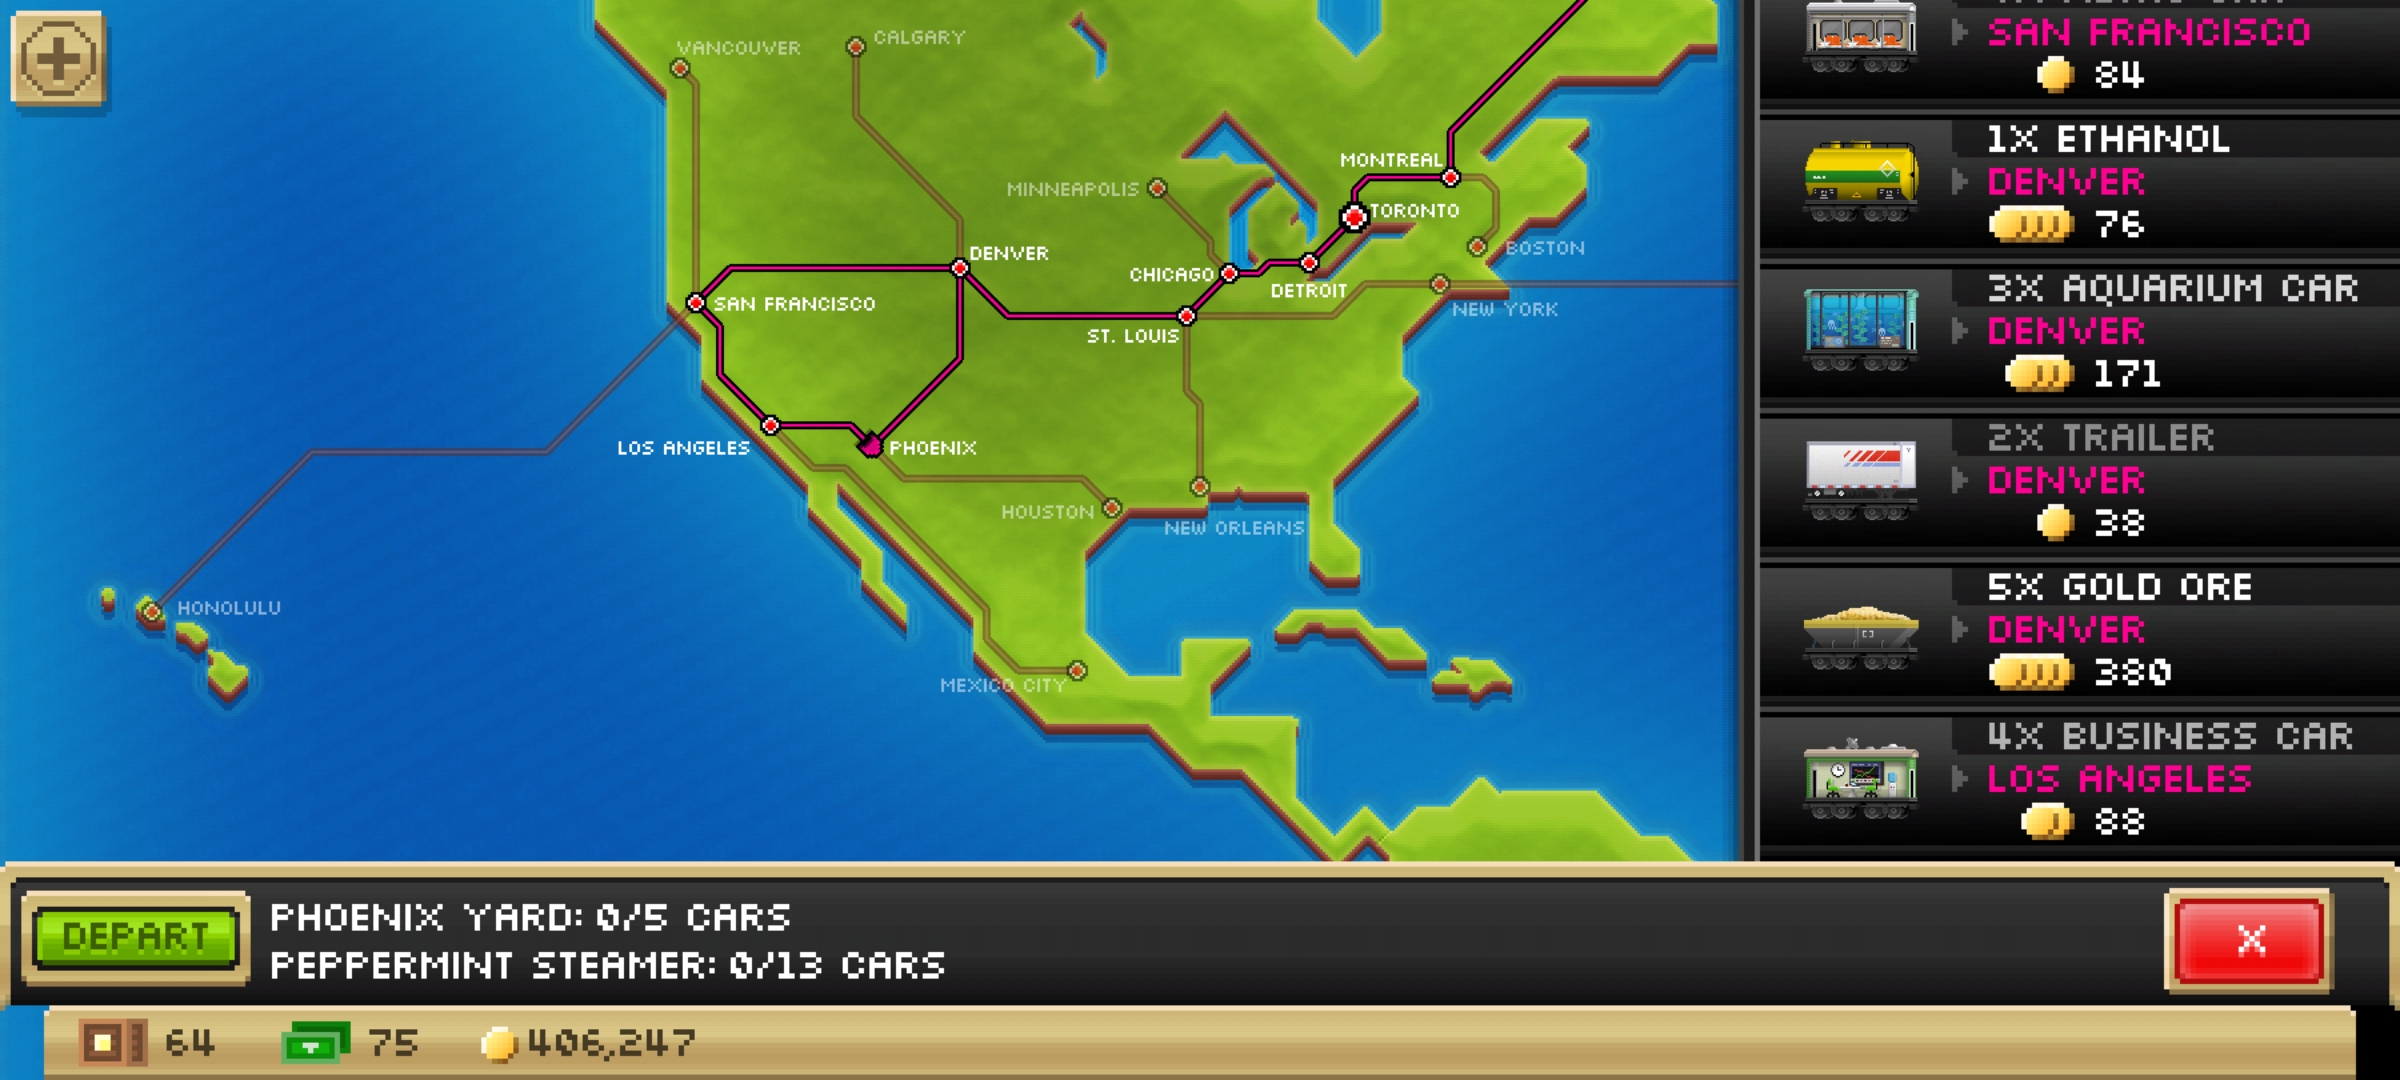 VANCOUVER
CALGARY
MINNEAPOLIS
MONTREAL
TORONTO
BOSTON
DENVER
CHICAGO
DETROIT
NEW YORK
SAN FRANCISCO
ST. LOUIS
LOS ANGELES
PHOENIX
HOUSTON
NEW ORLEANS
HONOLULU
MEXICO CITY
SAN FRANCISCO
84
1X ETHANOL
DENVER
76
3X AQUARIUM CAR
DENVER
171
2X TRAILER
DENVER
38
5X GOLD ORE
DENVER
380
4X BUSINESS CAR
LOS ANGELES
88
DEPART
PHOENIX YARD: 0/5 CARS
PEPPERMINT STEAMER: 0/13 CARS
X
64
75
406,247